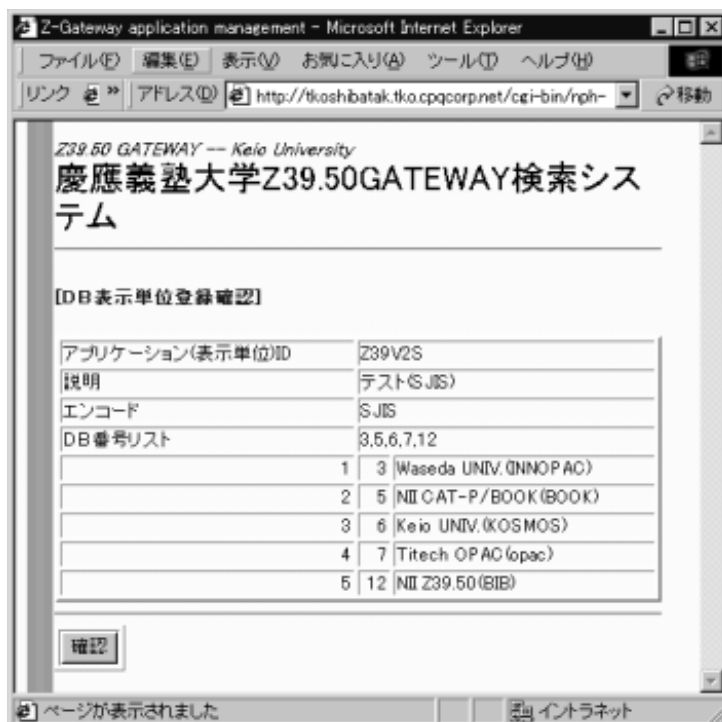 Z-Gateway application management - Microsoft Internet Explorer
ファイル(F) 編集(E) 表示(V) お気に入り(A) ツール(T) ヘルプ(H)
リンク » アドレス(D) http://tkoshibatak.tko.cpqcorp.net/cgi-bin/nph- 移動
Z39.50 GATEWAY -- Keio University
慶應義塾大学Z39.50GATEWAY検索シス
テム
[DB表示単位登録確認]
アプリケーション(表示単位)ID Z39V2S
説明 テスト(SJIS)
エンコード SJIS
DB番号リスト 3,5,6,7,12
1 3 Waseda UNIV.(INNOPAC)
2 5 NII CAT-P/BOOK(BOOK)
3 6 Keio UNIV.(KOSMOS)
4 7 Titech OPAC(opac)
5 12 NII Z39.50(BIB)
確認
ページが表示されました イントラネット